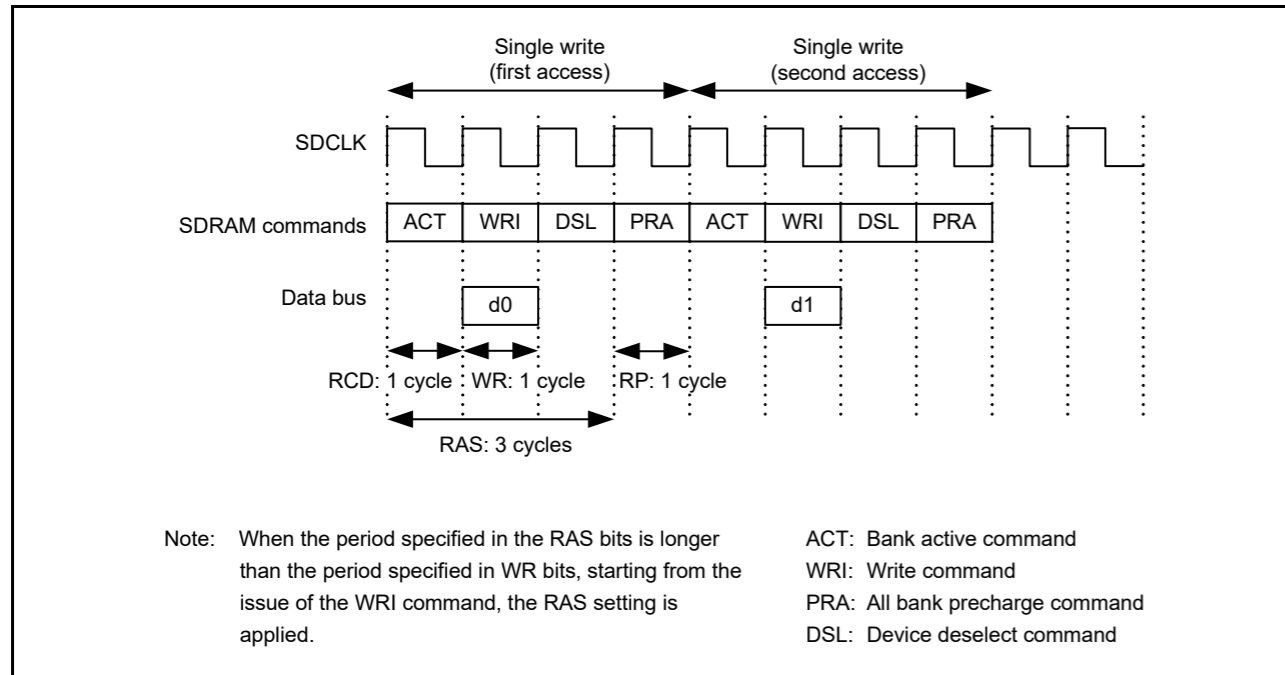 Single write
(first access)
Single write
(second access)
SDCLK
SDRAM commands
ACT WRI DSL PRA ACT WRI DSL PRA
Data bus
d0 d1
RCD: 1 cycle WR: 1 cycle RP: 1 cycle
RAS: 3 cycles
Note: When the period specified in the RAS bits is longer
than the period specified in WR bits, starting from the
issue of the WRI command, the RAS setting is
applied.
ACT: Bank active command
WRI: Write command
PRA: All bank precharge command
DSL: Device deselect command